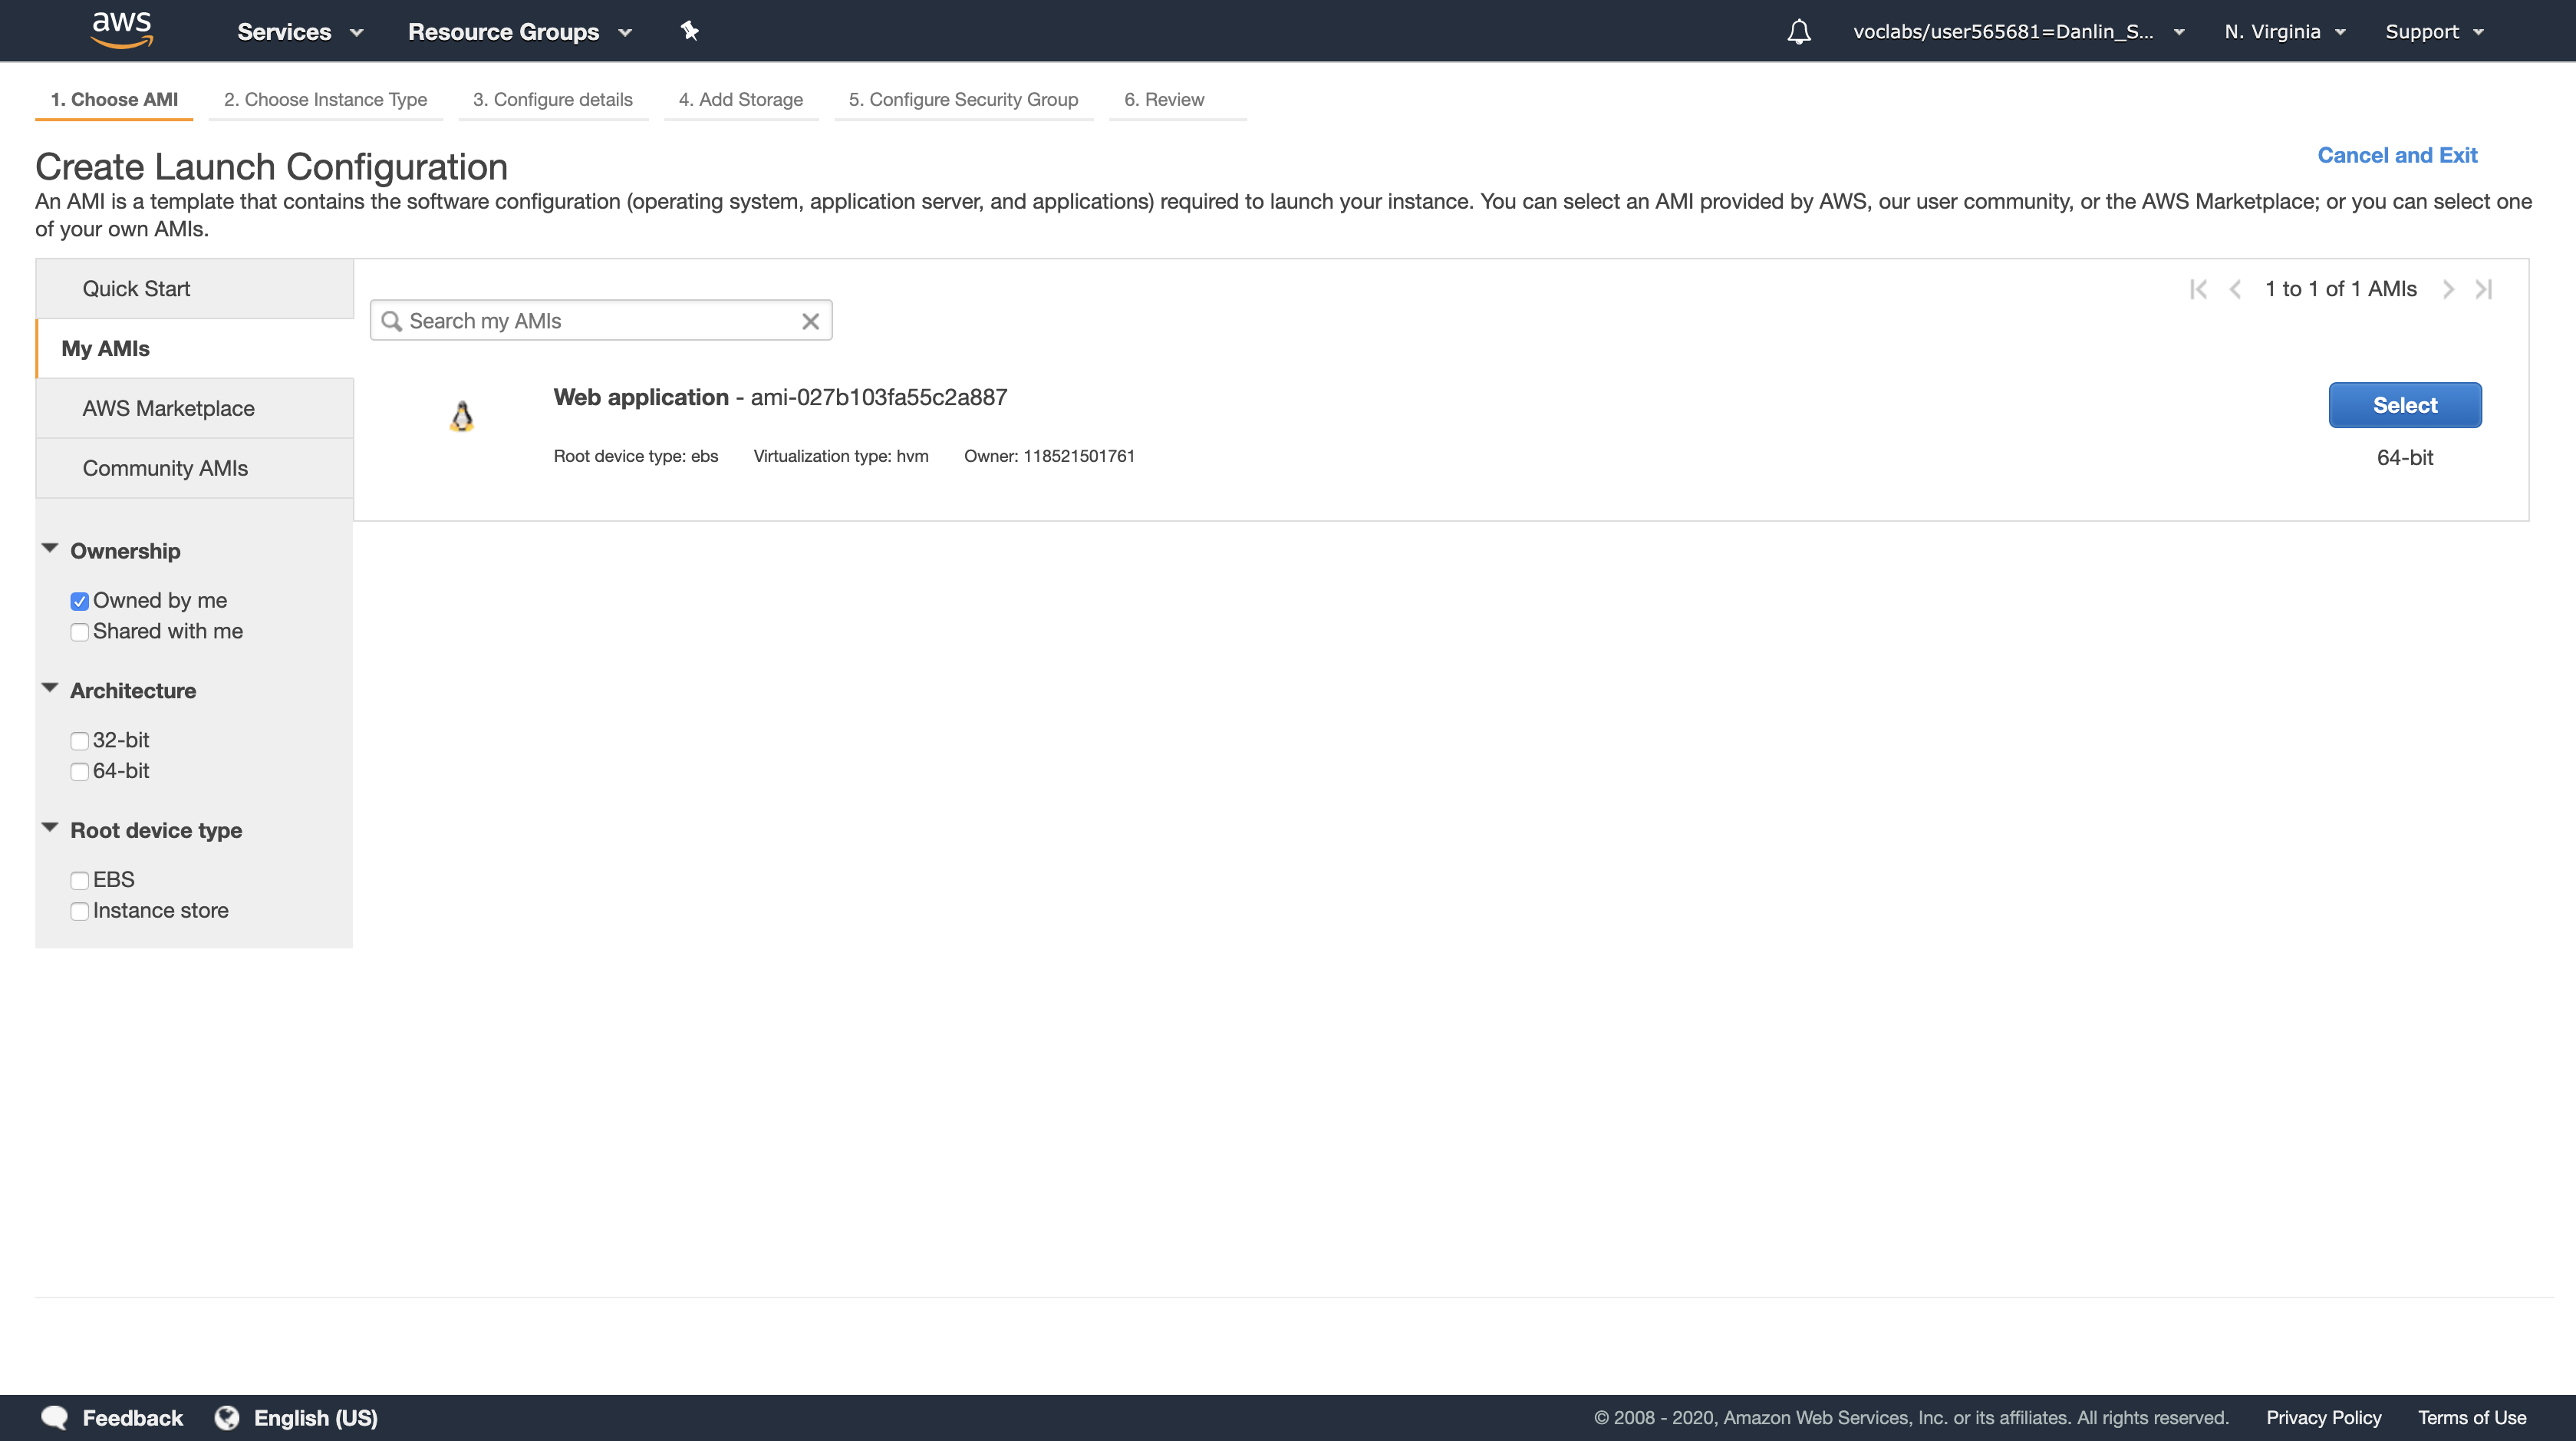 aws Services Resource Groups voclabs/user565681=Danlin_S... N. Virginia Support
1. Choose AMI 2. Choose Instance Type 3. Configure details 4. Add Storage 5. Configure Security Group 6. Review
Create Launch Configuration
Cancel and Exit
An AMI is a template that contains the software configuration (operating system, application server, and applications) required to launch your instance. You can select an AMI provided by AWS, our user community, or the AWS Marketplace; or you can select one
of your own AMIs.
Quick Start
My AMIs
AWS Marketplace
Community AMIs
Ownership
Owned by me
Shared with me
Architecture
32-bit
64-bit
Root device type
EBS
Instance store
1 to 1 of 1 AMIs
Search my AMIs
Web application - ami-027b103fa55c2a887
Root device type: ebs Virtualization type: hvm Owner: 118521501761
Select
64-bit
Feedback English (US) © 2008 - 2020, Amazon Web Services, Inc. or its affiliates. All rights reserved. Privacy Policy Terms of Use